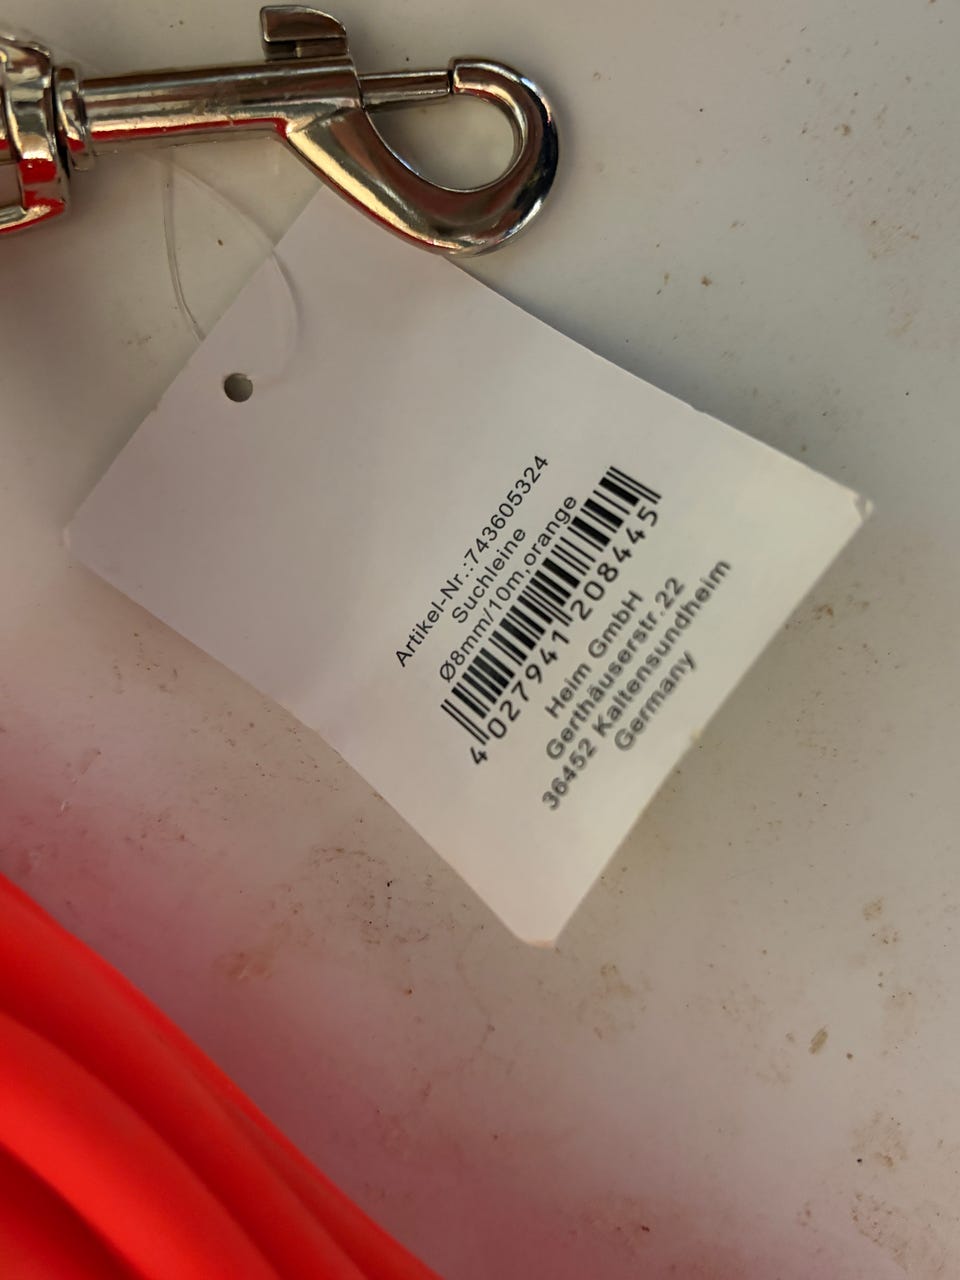 Artikel-Nr.:743605324
Suchleine
Ø8mm/10m,orange
4 027941 208445
Heim GmbH
Gerthäuserstr.22
36452 Kaltensundheim
Germany